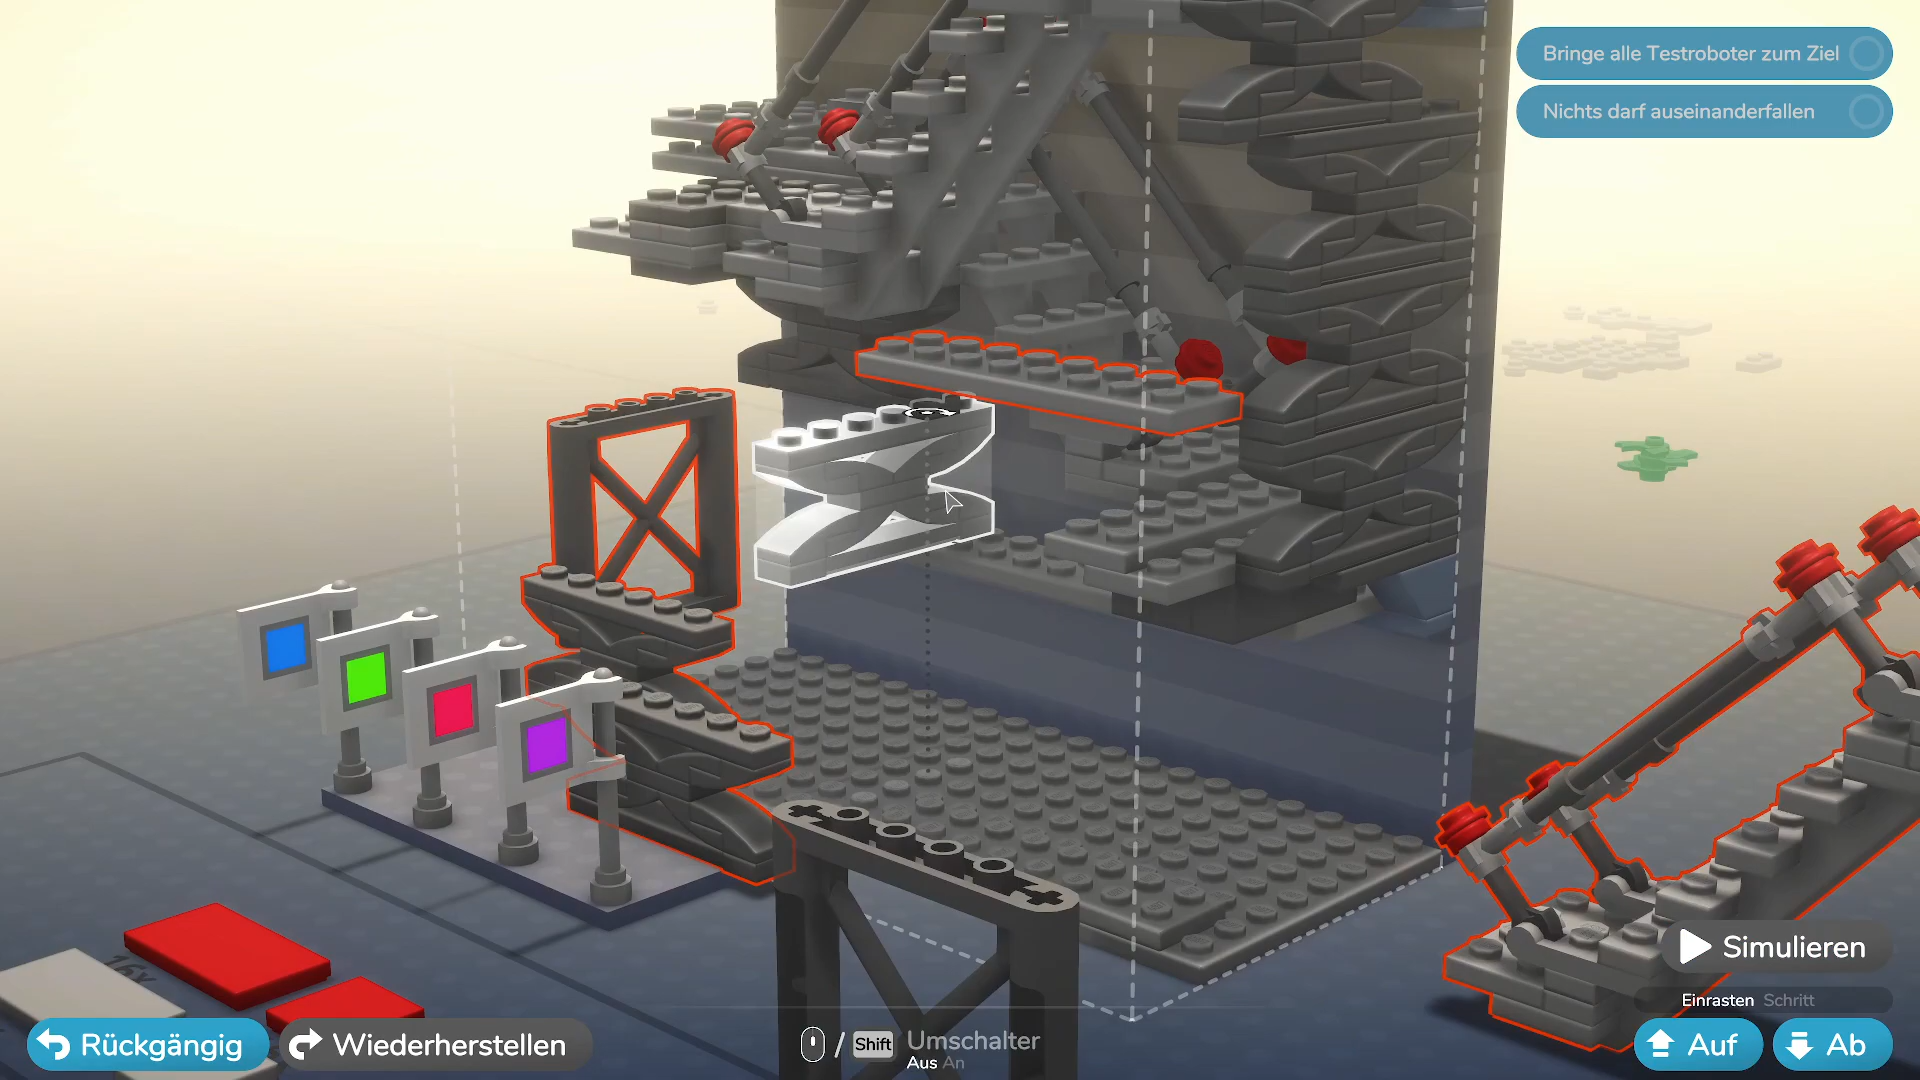 Bringe alle Testroboter zum Ziel
Nichts darf auseinanderfallen
16x
Simulieren
Einrasten Schritt
Rückgängig
Wiederherstellen
/ Shift Umschalter
Aus An
Auf
Ab